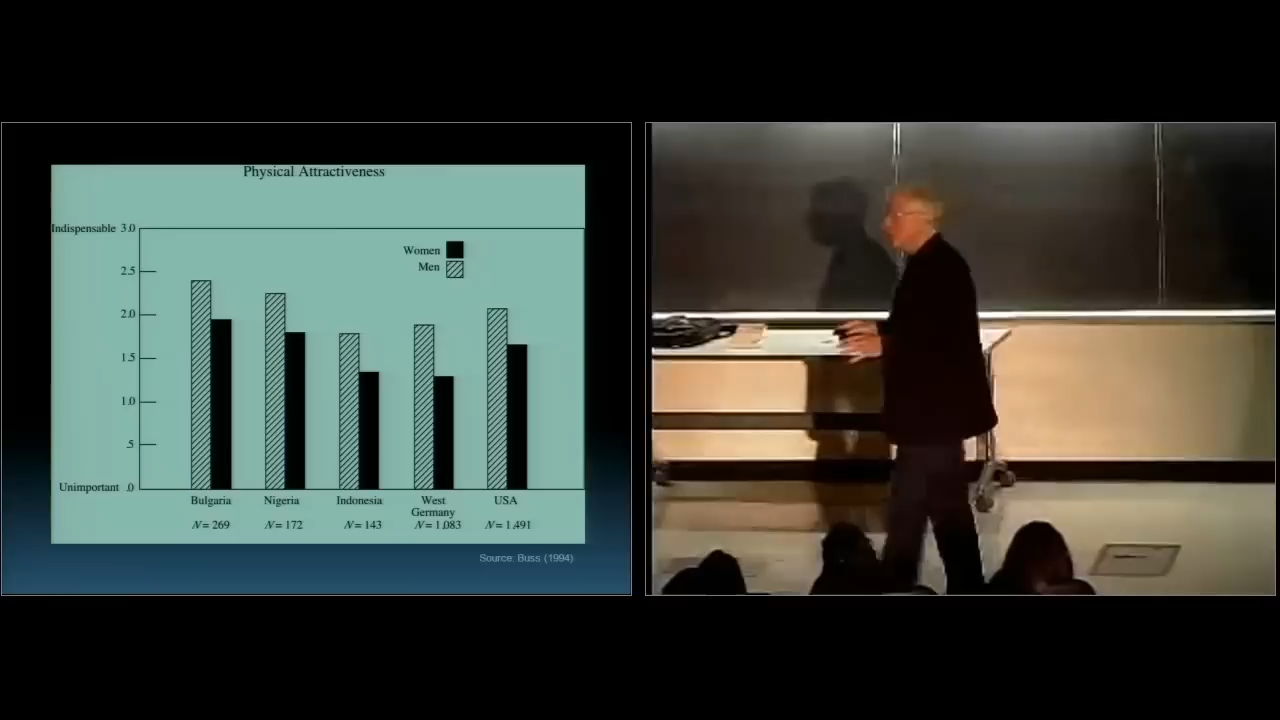 Physical Attractiveness
Indispensable 3.0
Women
Men
2.5
2.0
1.5
1.0
.5
Unimportant .0
Bulgaria Nigeria Indonesia West Germany USA
N = 269 N = 172 N = 143 N = 1,083 N = 1,491
Source: Buss (1994)